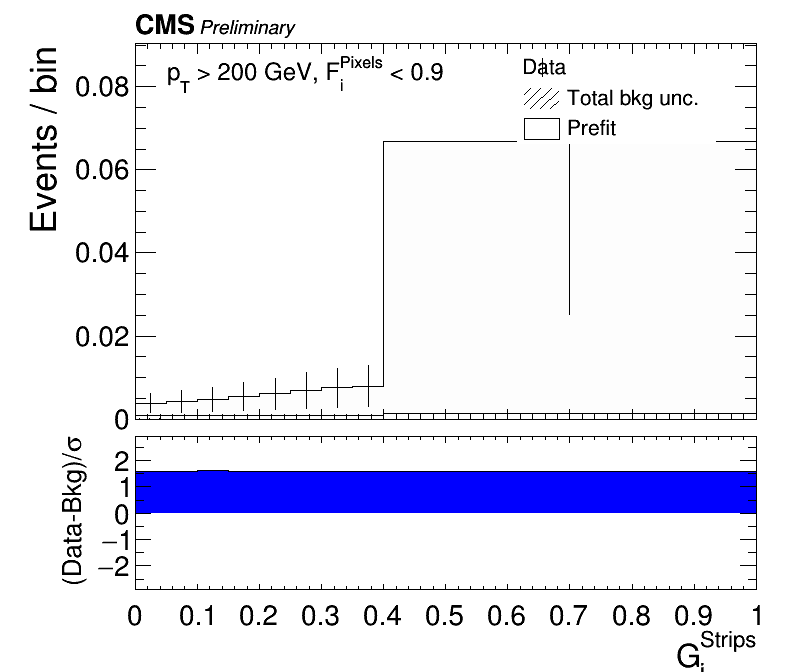 CMS Preliminary
p_T > 200 GeV, F_i^Pixels < 0.9
Data
Total bkg unc.
Prefit
Events / bin
0.08
0.06
0.04
0.02
0
(Data-Bkg)/σ
2
1
0
−1
−2
0 0.1 0.2 0.3 0.4 0.5 0.6 0.7 0.8 0.9 1
G_i^Strips